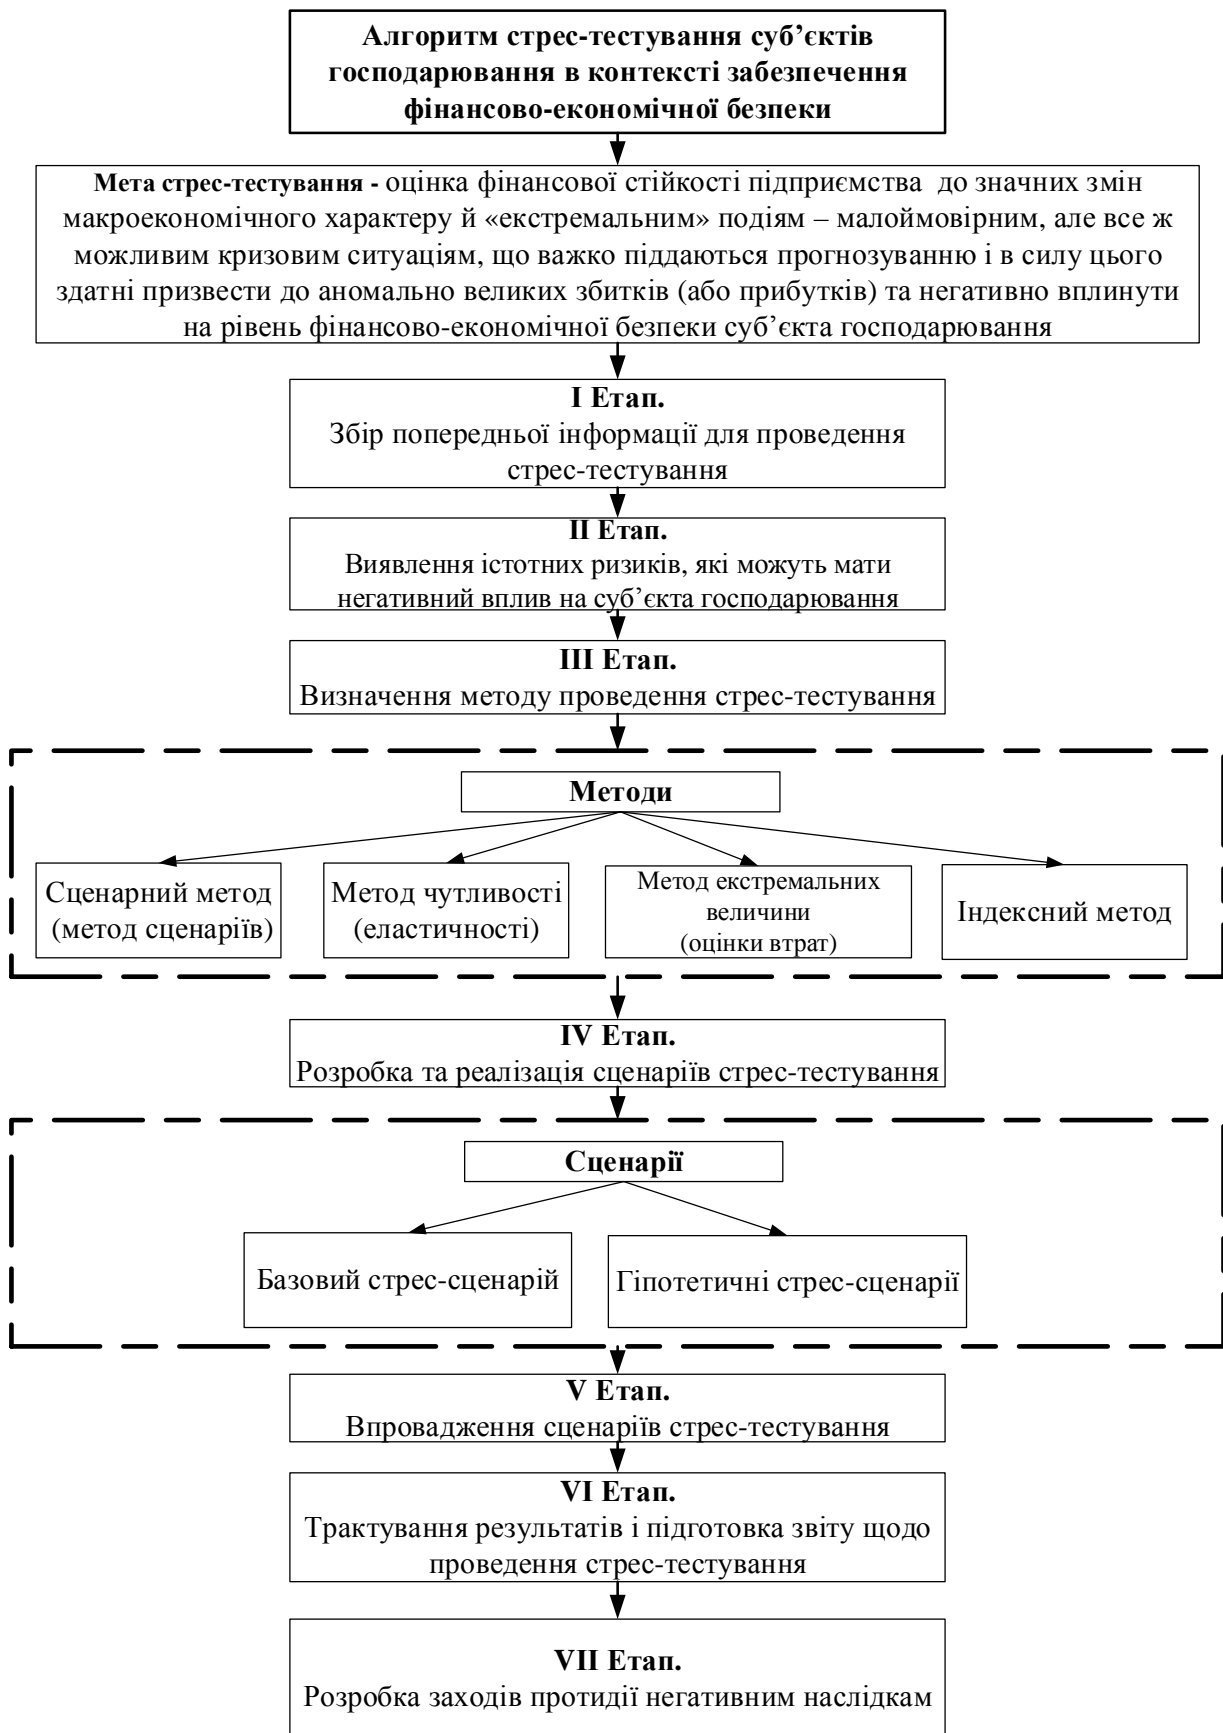 Алгоритм стрес-тестування суб’єктів
господарювання в контексті забезпечення
фінансово-економічної безпеки
Мета стрес-тестування - оцінка фінансової стійкості підприємства до значних змін
макроекономічного характеру й «екстремальним» подіям – малоймовірним, але все ж
можливим кризовим ситуаціям, що важко піддаються прогнозуванню і в силу цього
здатні призвести до аномально великих збитків (або прибутків) та негативно вплинути
на рівень фінансово-економічної безпеки суб’єкта господарювання
I Етап.
Збір попередньої інформації для проведення
стрес-тестування
II Етап.
Виявлення істотних ризиків, які можуть мати
негативний вплив на суб’єкта господарювання
III Етап.
Визначення методу проведення стрес-тестування
Методи
Сценарний метод
(метод сценаріїв)
Метод чутливості
(еластичності)
Метод екстремальних
величини
(оцінки втрат)
Індексний метод
IV Етап.
Розробка та реалізація сценаріїв стрес-тестування
Сценарії
Базовий стрес-сценарій
Гіпотетичні стрес-сценарії
V Етап.
Впровадження сценаріїв стрес-тестування
VI Етап.
Трактування результатів і підготовка звіту щодо
проведення стрес-тестування
VII Етап.
Розробка заходів протидії негативним наслідкам